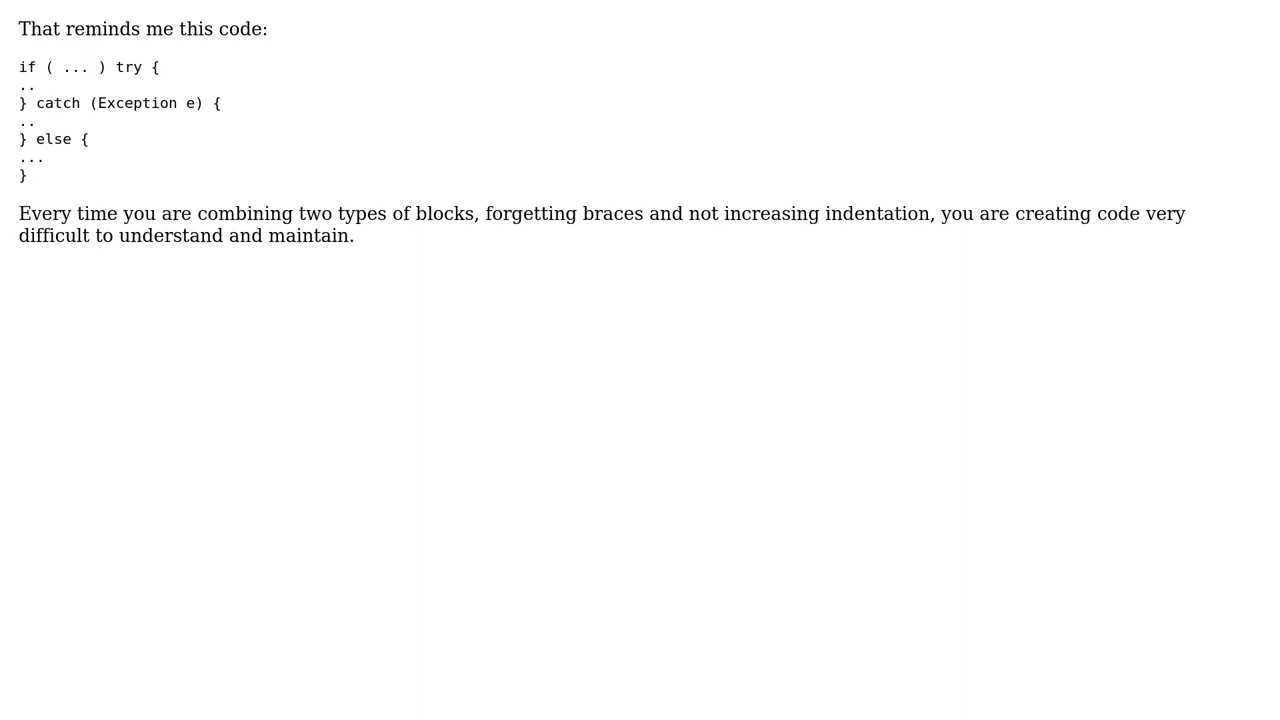 That reminds me this code:
if ( ... ) try {
..
} catch (Exception e) {
..
} else {
...
}
Every time you are combining two types of blocks, forgetting braces and not increasing indentation, you are creating code very
difficult to understand and maintain.